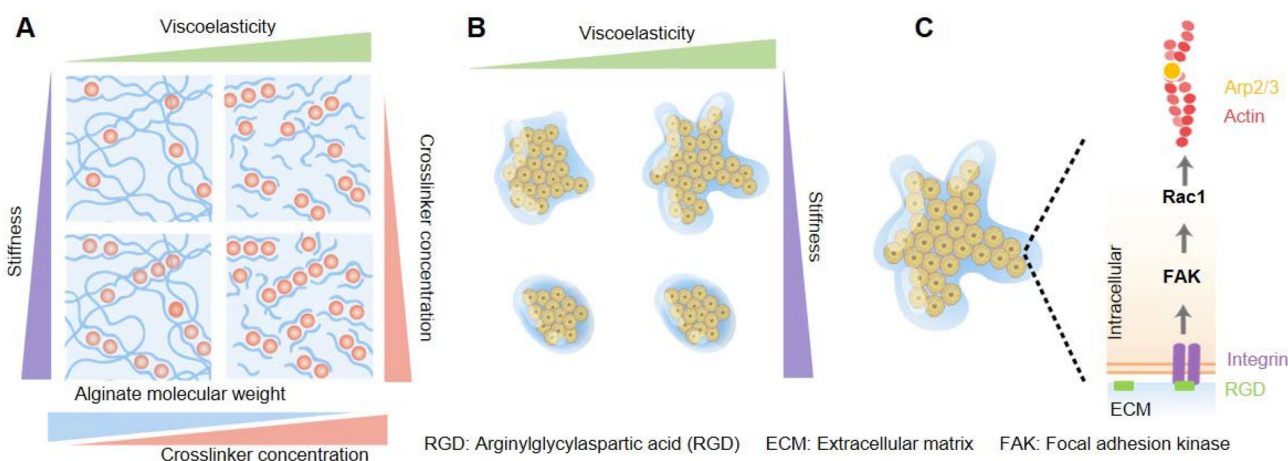 A
Viscoelasticity
Stiffness
Crosslinker concentration
Alginate molecular weight
Crosslinker concentration
B
Viscoelasticity
Stiffness
C
Arp2/3
Actin
Rac1
FAK
Intracellular
Integrin
RGD
ECM
RGD: Arginylglycylaspartic acid (RGD) ECM: Extracellular matrix FAK: Focal adhesion kinase